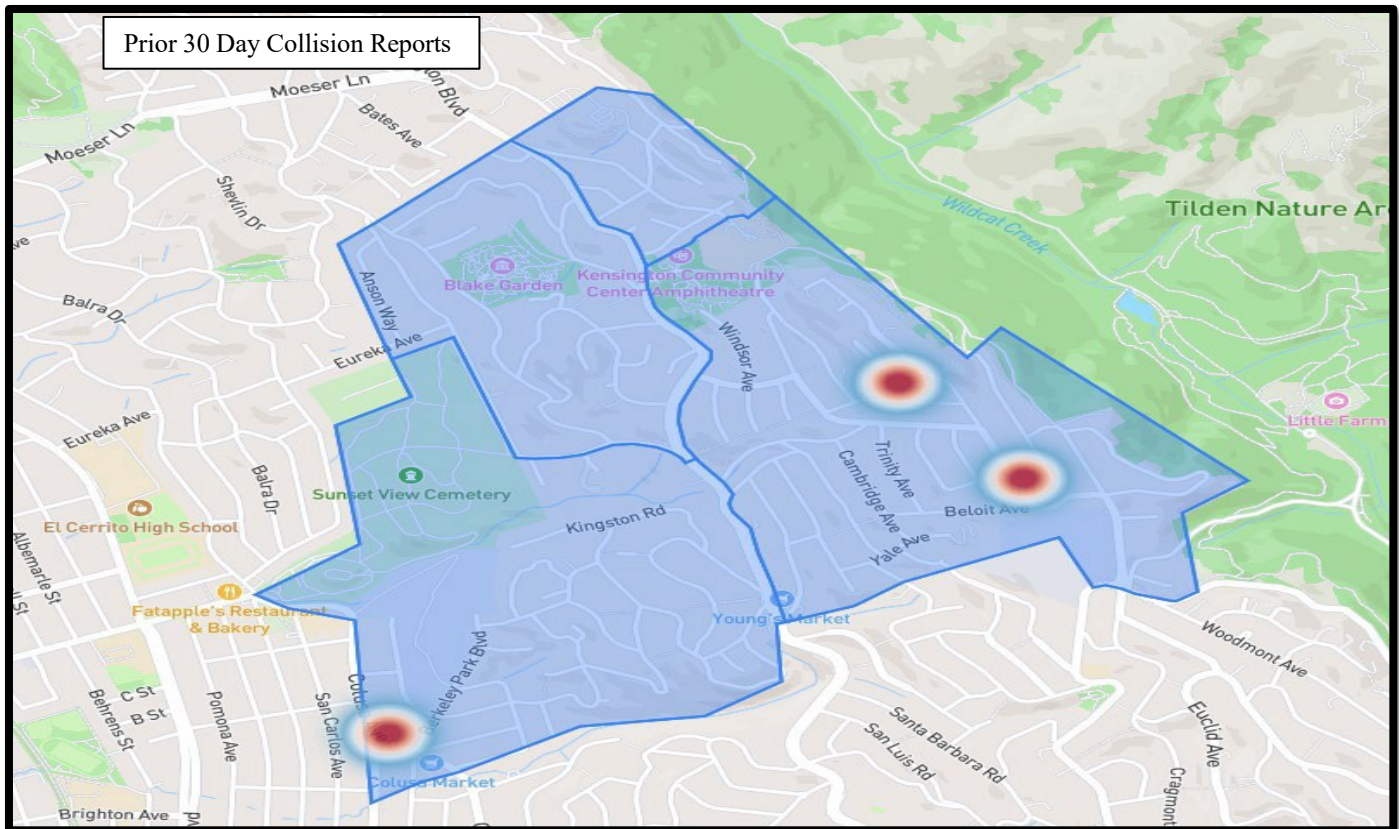 Prior 30 Day Collision Reports
Moeser Ln
Moeser Ln
Bates Ave
Blvd
Shevlin Dr
Wildcat Creek
Tilden Nature Ar
Anson Way
Blake Garden
Kensington Community
Center Amphitheatre
Balra Dr
Eureka Ave
Windsor Ave
Little Farm
Eureka Ave
Balra Dr
Sunset View Cemetery
El Cerrito High School
Trinity Ave
Cambridge Ave
Beloit Ave
Kingston Rd
Yale Ave
Albemarle St
ll St
Fatapple's Restaurant
& Bakery
Young's Market
Woodmont Ave
C St
B St
Behrens St
Pomona Ave
San Carlos Ave
Berkeley Park Blvd
Santa Barbara Rd
San Luis Rd
Euclid Ave
Cragmont
Colusa Market
Brighton Ave